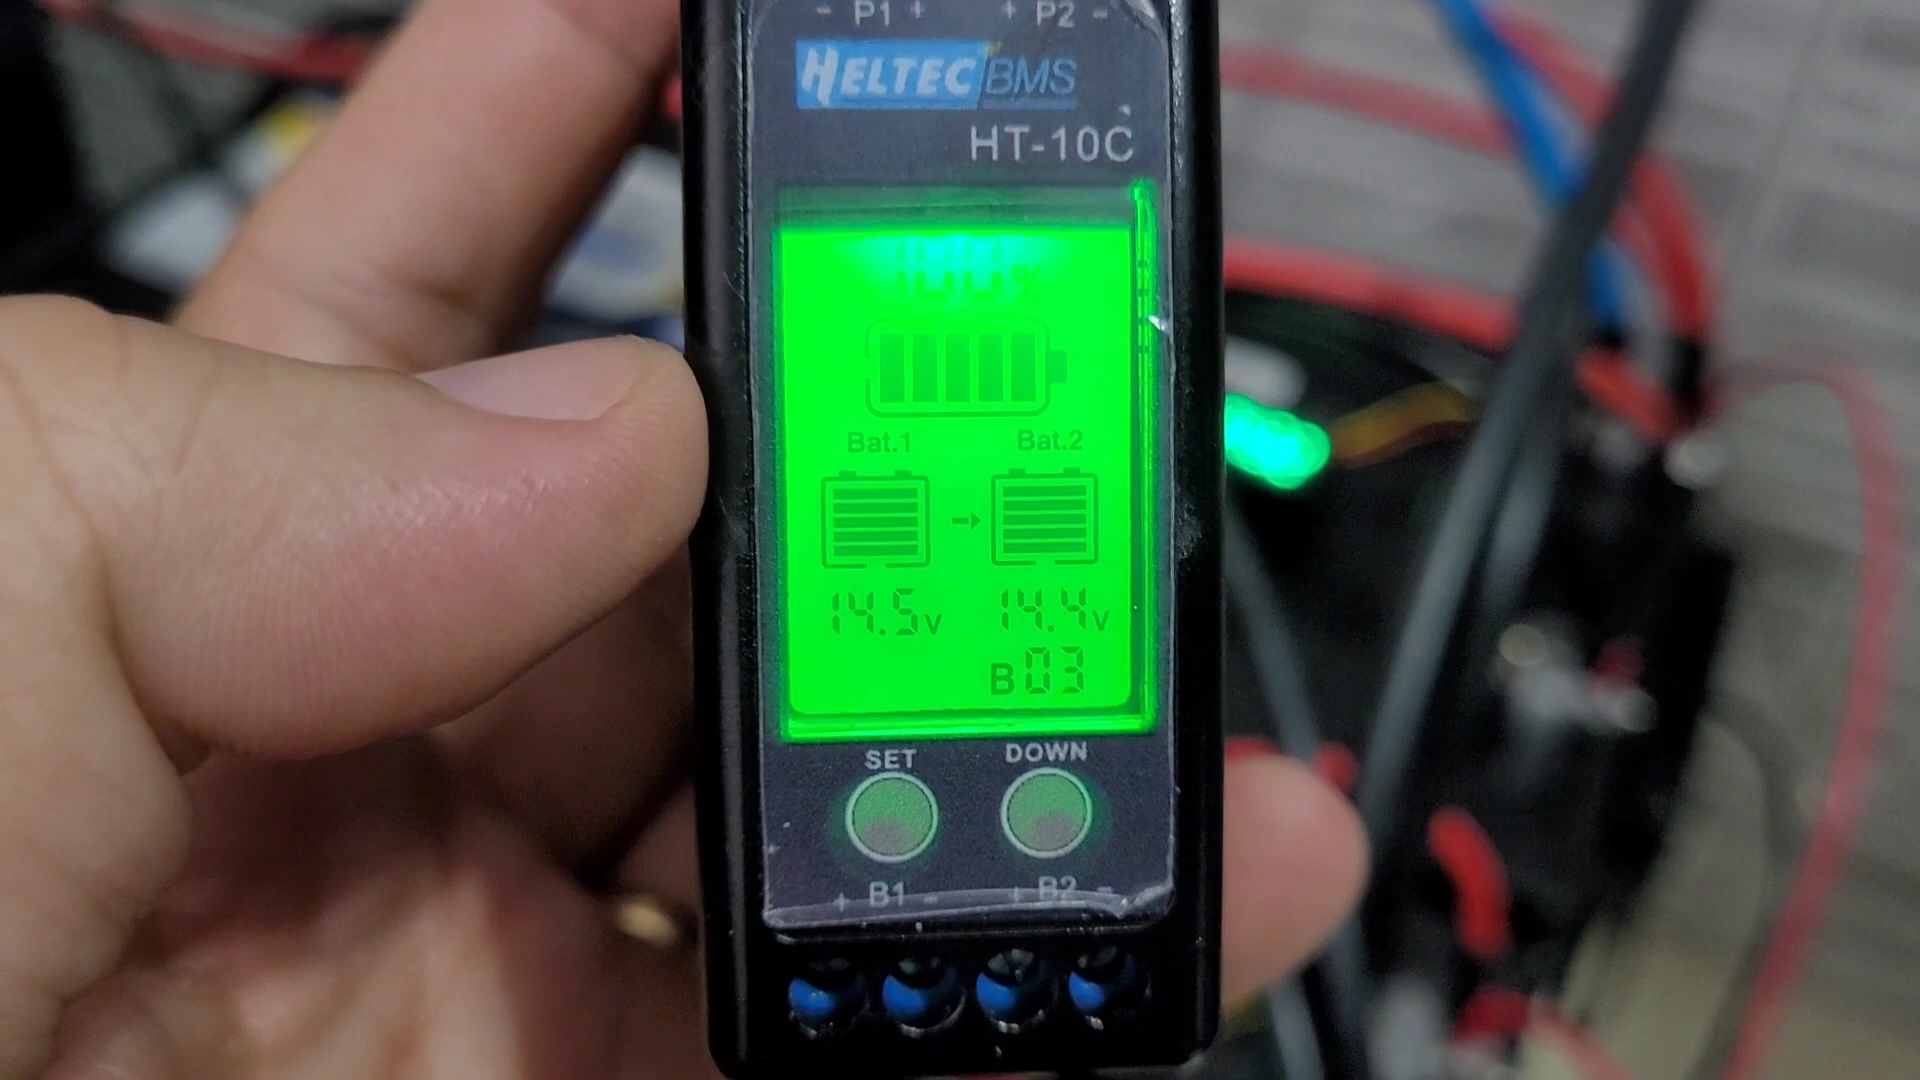 - P1 + + P2 -
HELTEC BMS
HT-10C
100%
Bat.1 Bat.2
14.5V 14.4V
B03
SET DOWN
+ B1 - + B2 -